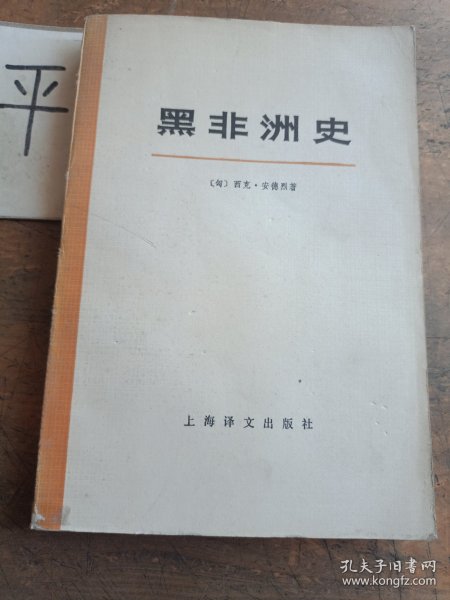 平
黑非洲史
〔匈〕西克·安德烈著
上海译文出版社
孔夫子旧书网
www.kongfz.com